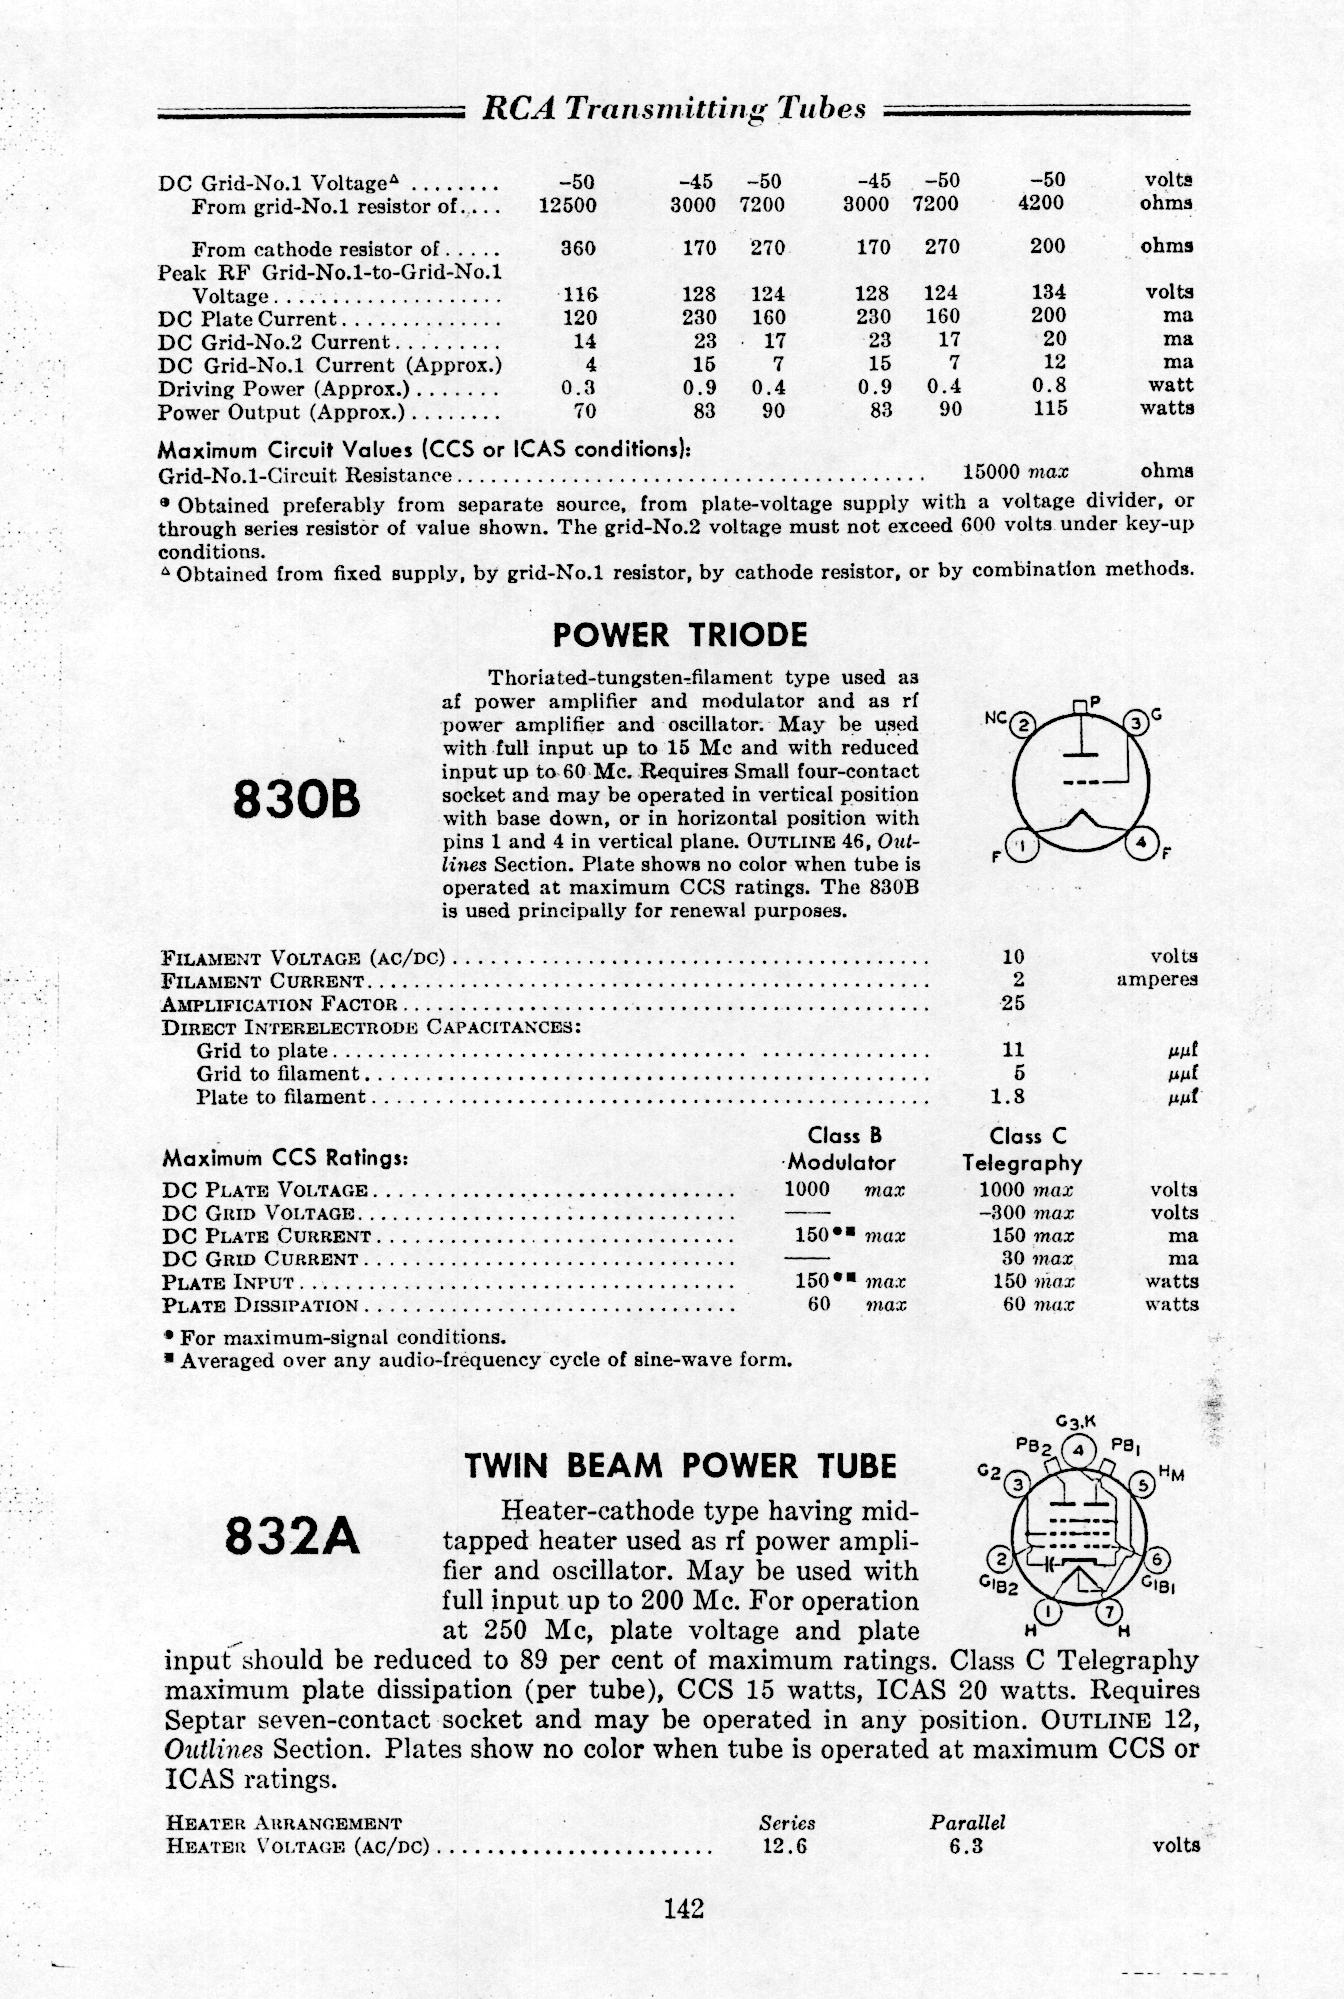 RCA Transmitting Tubes
DC Grid-No.1 Voltage△ ........ -50 -45 -50 -45 -50 -50 volts
From grid-No.1 resistor of.... 12500 3000 7200 3000 7200 4200 ohms
From cathode resistor of..... 360 170 270 170 270 200 ohms
Peak RF Grid-No.1-to-Grid-No.1
Voltage.................... 116 128 124 128 124 134 volts
DC Plate Current.............. 120 230 160 230 160 200 ma
DC Grid-No.2 Current......... 14 23 17 23 17 20 ma
DC Grid-No.1 Current (Approx.) 4 15 7 15 7 12 ma
Driving Power (Approx.)....... 0.3 0.9 0.4 0.9 0.4 0.8 watt
Power Output (Approx.)........ 70 83 90 83 90 115 watts
Maximum Circuit Values (CCS or ICAS conditions):
Grid-No.1-Circuit Resistance........................................ 15000 max ohms
Obtained preferably from separate source, from plate-voltage supply with a voltage divider, or
through series resistor of value shown. The grid-No.2 voltage must not exceed 600 volts under key-up
conditions.
△ Obtained from fixed supply, by grid-No.1 resistor, by cathode resistor, or by combination methods.
POWER TRIODE
830B
Thoriated-tungsten-filament type used as
af power amplifier and modulator and as rf
power amplifier and oscillator. May be used
with full input up to 15 Mc and with reduced
input up to 60 Mc. Requires Small four-contact
socket and may be operated in vertical position
with base down, or in horizontal position with
pins 1 and 4 in vertical plane. OUTLINE 46, Out-
lines Section. Plate shows no color when tube is
operated at maximum CCS ratings. The 830B
is used principally for renewal purposes.
P
NC 2 3 G
F 1 4 F
FILAMENT VOLTAGE (AC/DC)........................................ 10 volts
FILAMENT CURRENT................................................ 2 amperes
AMPLIFICATION FACTOR............................................ 25
DIRECT INTERELECTRODE CAPACITANCES:
Grid to plate................................................... 11 μμf
Grid to filament................................................ 5 μμf
Plate to filament............................................... 1.8 μμf
Class B Class C
Maximum CCS Ratings: Modulator Telegraphy
DC PLATE VOLTAGE............................... 1000 max 1000 max volts
DC GRID VOLTAGE................................ —— -300 max volts
DC PLATE CURRENT............................... 150●■ max 150 max ma
DC GRID CURRENT................................ —— 30 max ma
PLATE INPUT.................................... 150●■ max 150 max watts
PLATE DISSIPATION.............................. 60 max 60 max watts
● For maximum-signal conditions.
■ Averaged over any audio-frequency cycle of sine-wave form.
TWIN BEAM POWER TUBE
832A
Heater-cathode type having mid-
tapped heater used as rf power ampli-
fier and oscillator. May be used with
full input up to 200 Mc. For operation
at 250 Mc, plate voltage and plate
input should be reduced to 89 per cent of maximum ratings. Class C Telegraphy
maximum plate dissipation (per tube), CCS 15 watts, ICAS 20 watts. Requires
Septar seven-contact socket and may be operated in any position. OUTLINE 12,
Outlines Section. Plates show no color when tube is operated at maximum CCS or
ICAS ratings.
G3,K
PB2 4 PB1
G2 3 5 HM
2 6
G1B2 G1B1
1 7
H H
HEATER ARRANGEMENT Series Parallel
HEATER VOLTAGE (AC/DC)........................ 12.6 6.3 volts
142